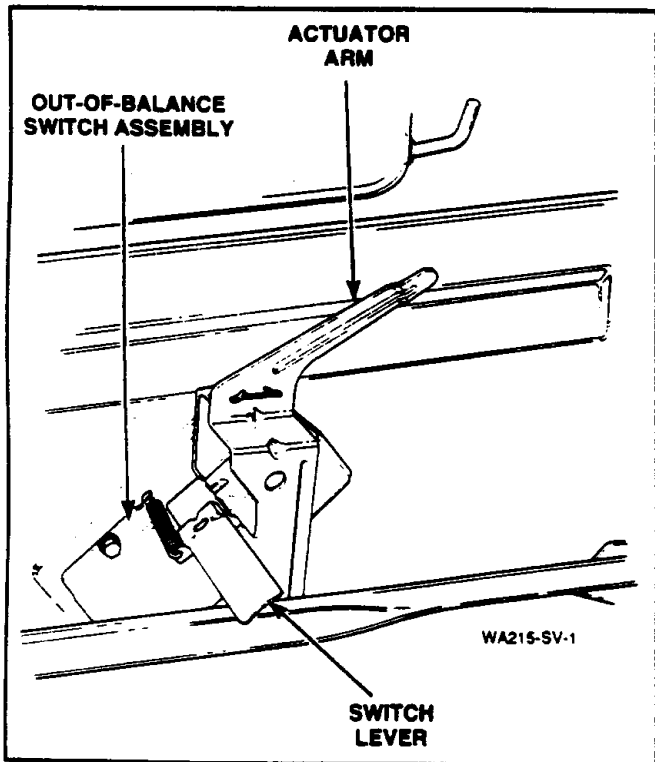 ACTUATOR
ARM
OUT-OF-BALANCE
SWITCH ASSEMBLY
WA215-SV-1
SWITCH
LEVER